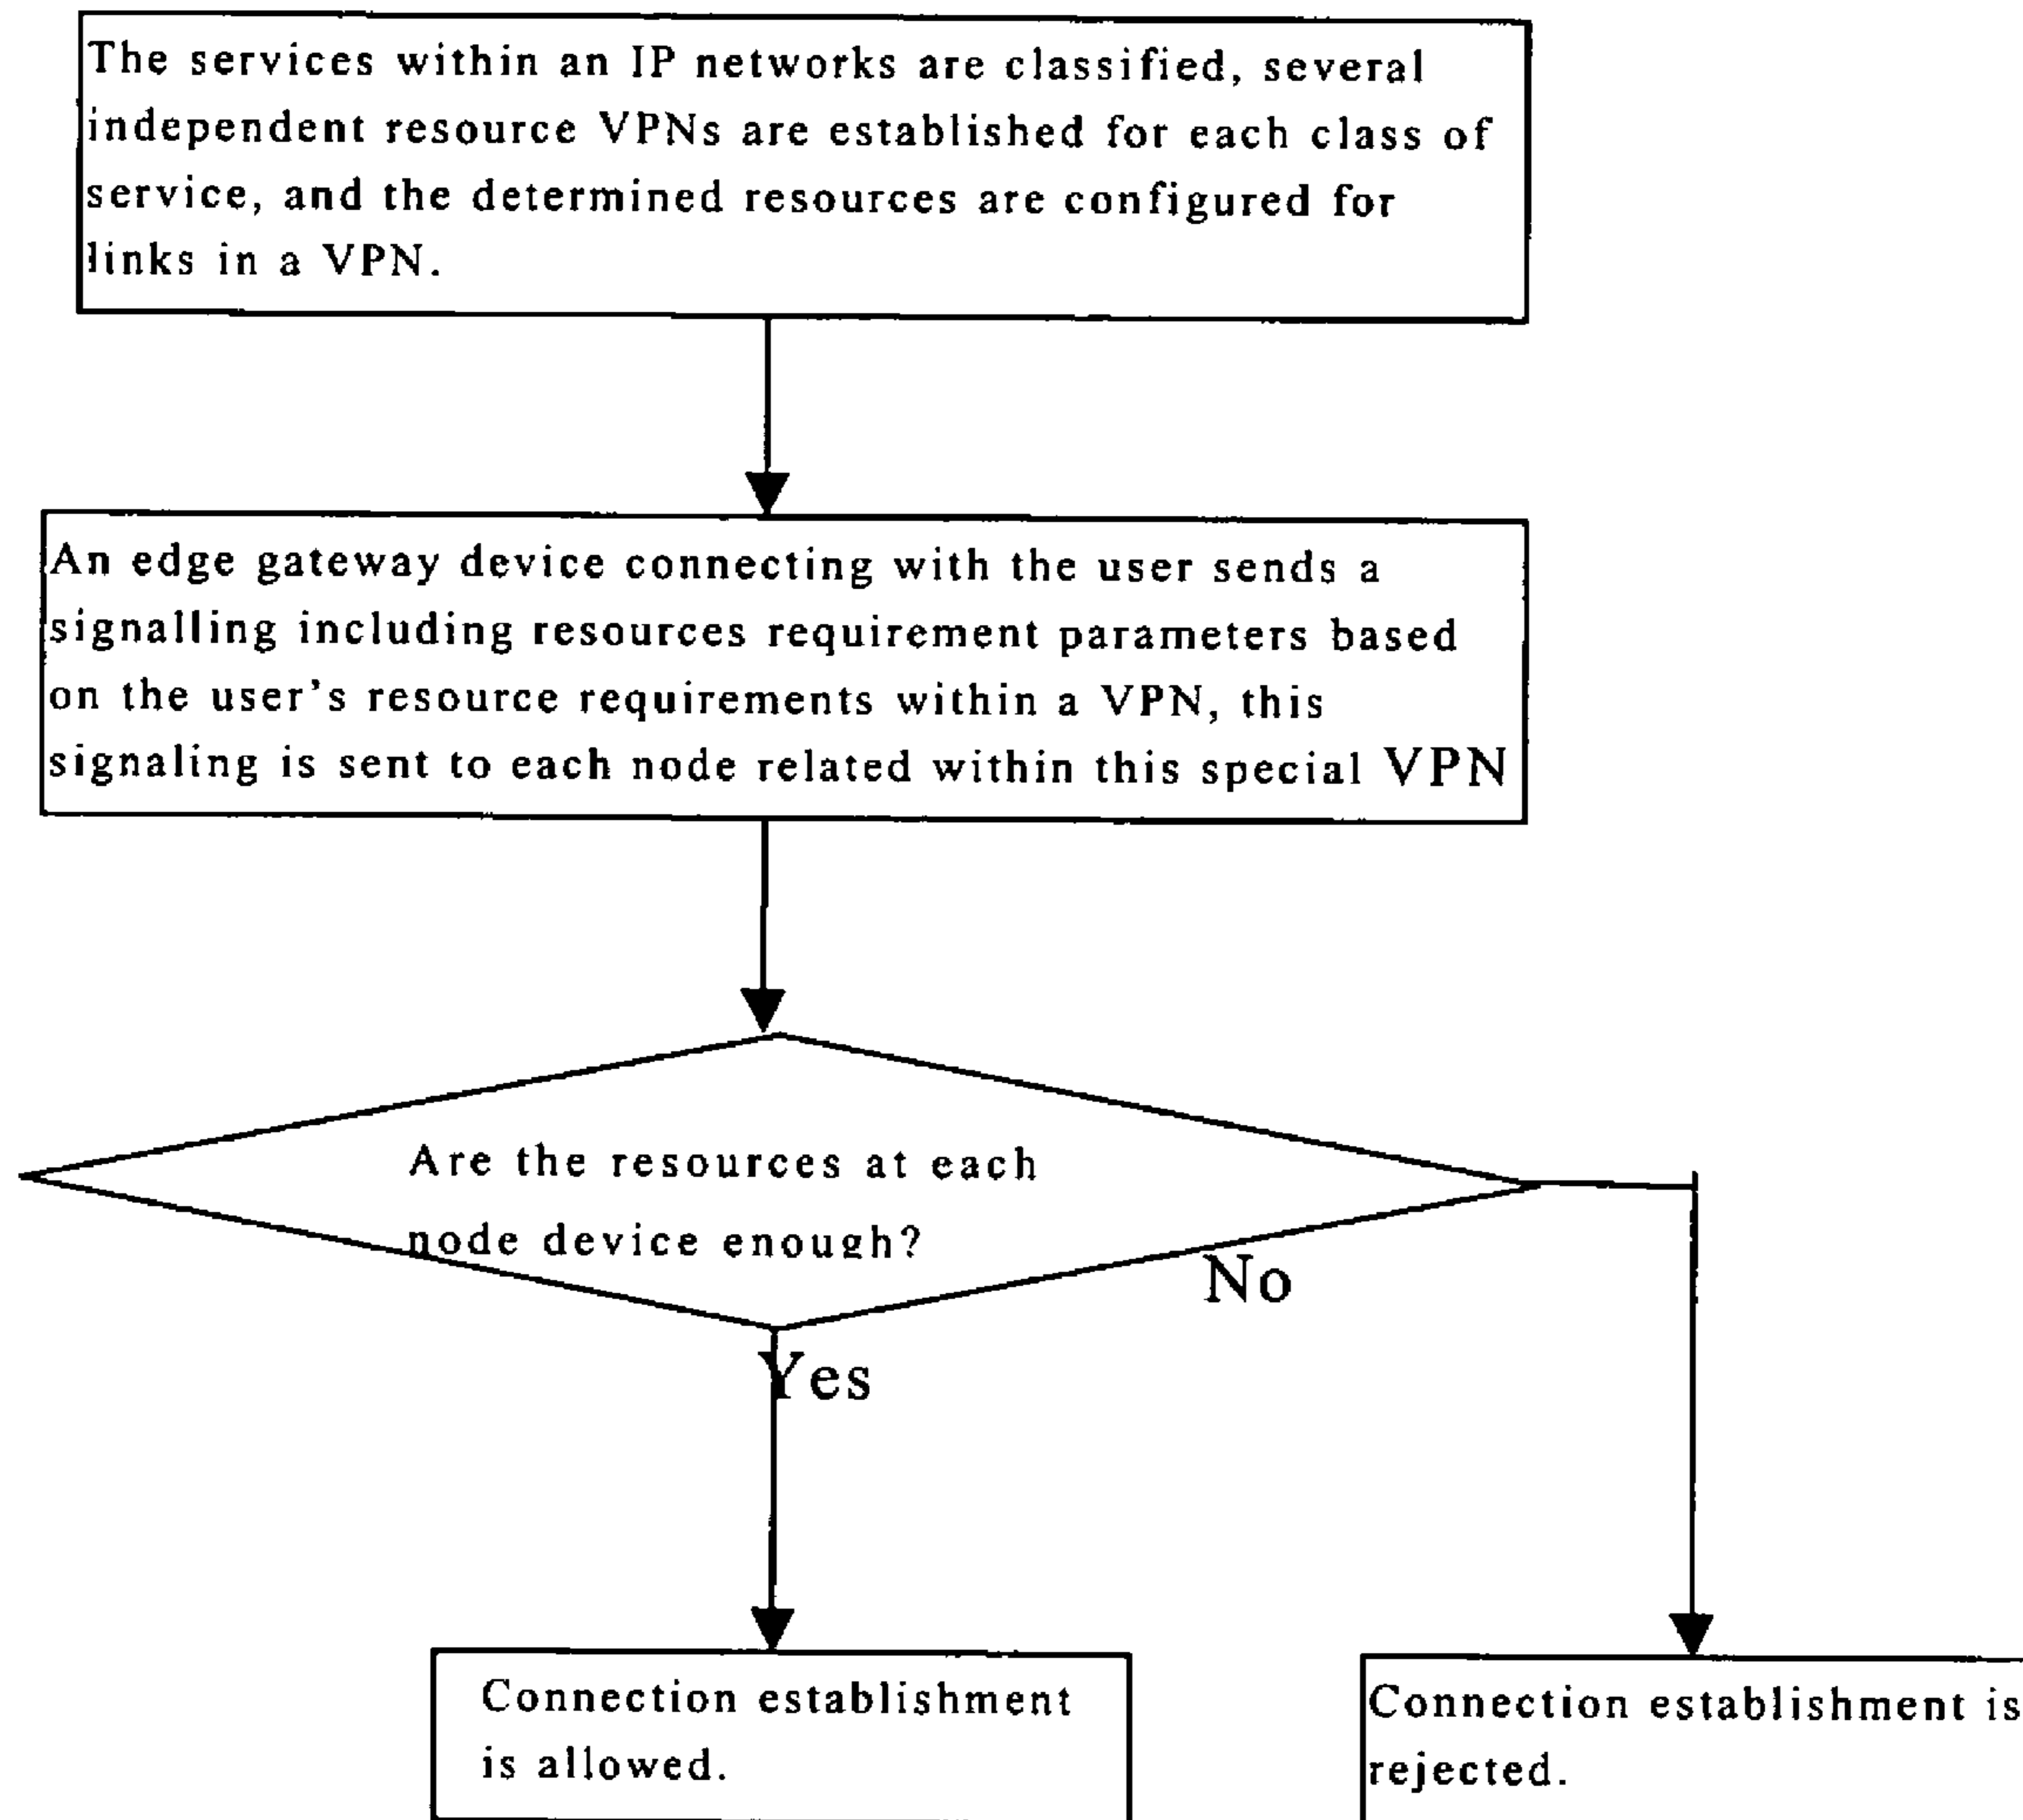 The services within an IP networks are classified, several
independent resource VPNs are established for each class of
service, and the determined resources are configured for
links in a VPN.
An edge gateway device connecting with the user sends a
signalling including resources requirement parameters based
on the user's resource requirements within a VPN, this
signaling is sent to each node related within this special VPN
Are the resources at each
node device enough?
No
Yes
Connection establishment
is allowed.
Connection establishment is
rejected.